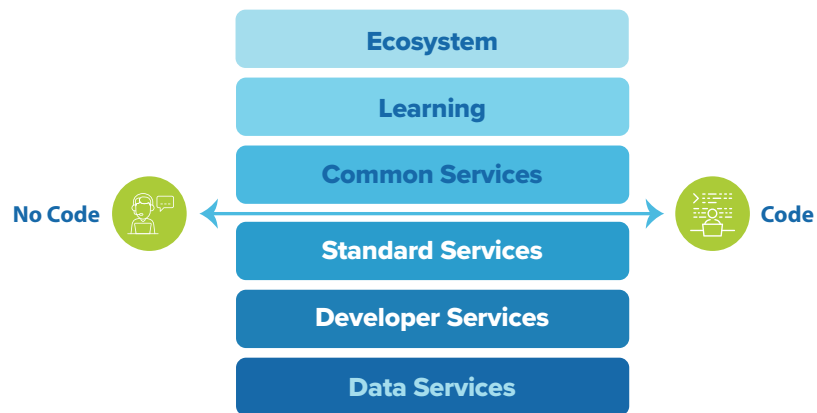 Ecosystem
Learning
Common Services
No Code
Code
Standard Services
Developer Services
Data Services